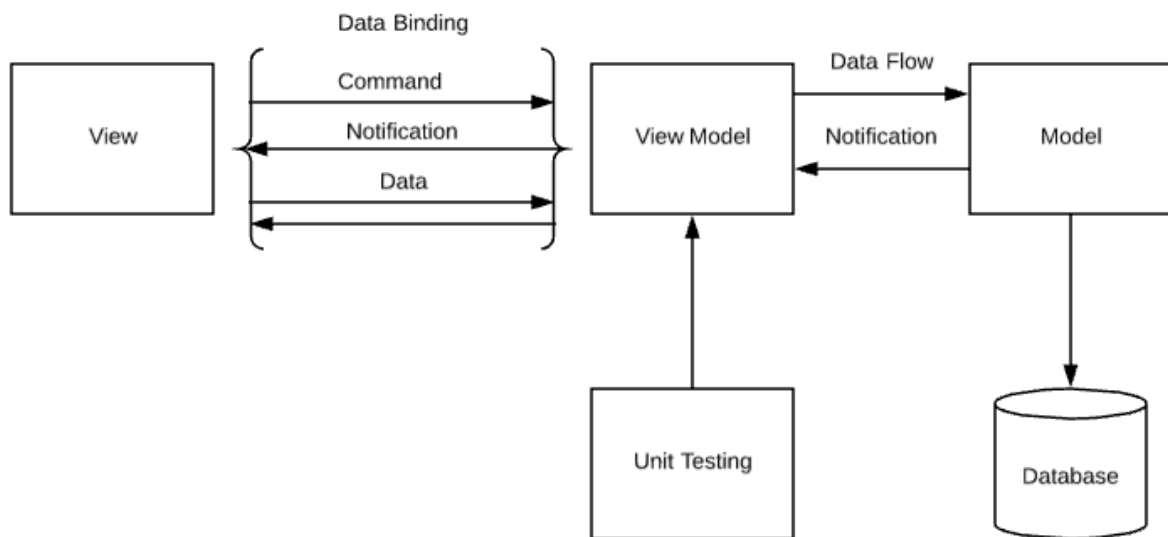 Data Binding
View
Command
Notification
Data
View Model
Data Flow
Notification
Model
Unit Testing
Database